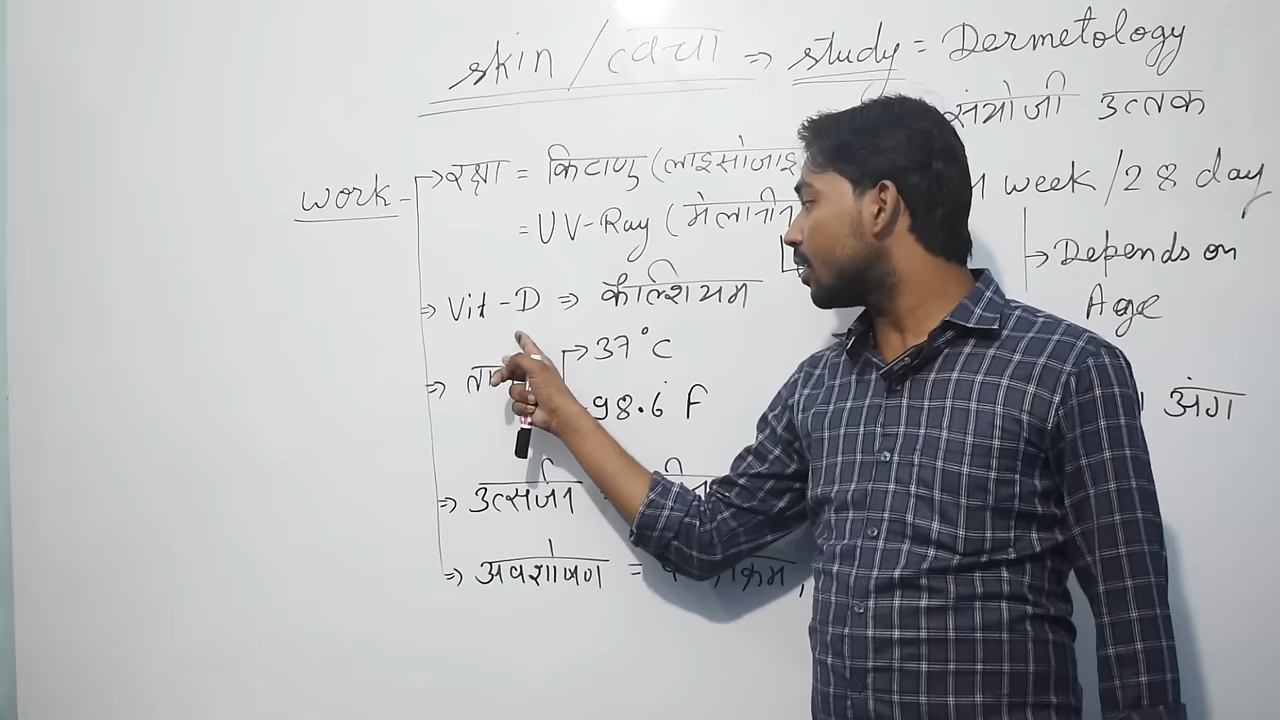 skin / त्वचा ⇒ study = Dermetology
संयोजी उत्तक
work → रक्षा = किटाणु (लाइसोजाइ
week / 28 day
= UV-Ray (मेलानीन
→ Depends on
Age
⇒ Vit-D ⇒ कैल्शियम
→ 37°C
98.6 F
अंग
⇒ उत्सर्जन
⇒ अवशोषण =